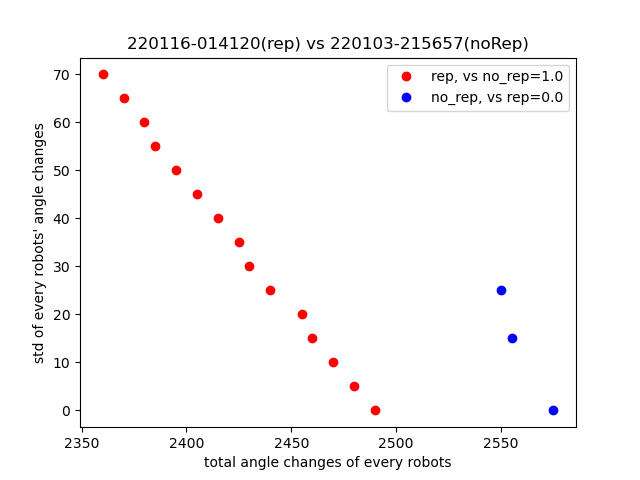 220116-014120(rep) vs 220103-215657(noRep)
rep, vs no_rep=1.0
no_rep, vs rep=0.0
std of every robots' angle changes
70
60
50
40
30
20
10
0
2350 2400 2450 2500 2550
total angle changes of every robots